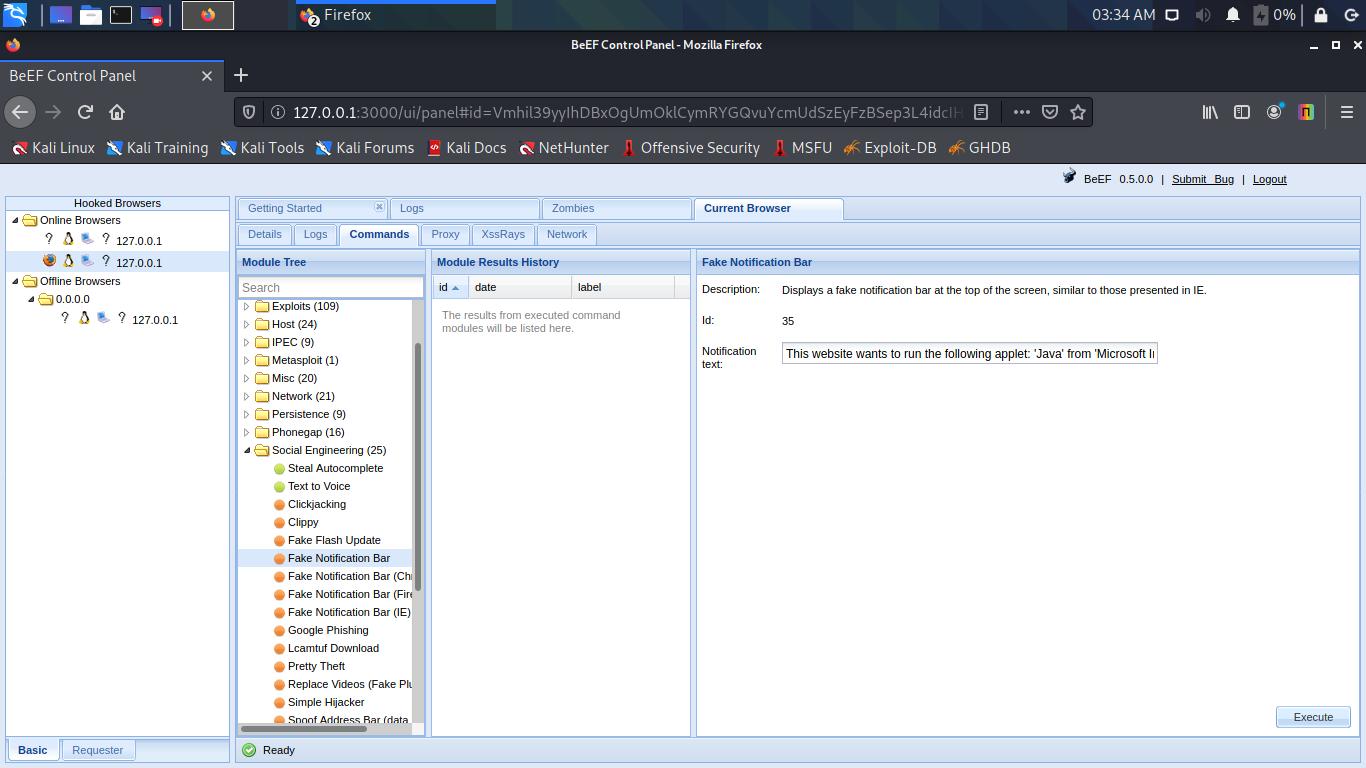 Firefox
2
03:34 AM
0%
BeEF Control Panel - Mozilla Firefox
BeEF Control Panel
127.0.0.1:3000/ui/panel#id=Vmhil39yyIhDBxOgUmOklCymRYGQvuYcmUdSzEyFzBSep3L4idcIH
Kali Linux
Kali Training
Kali Tools
Kali Forums
Kali Docs
NetHunter
Offensive Security
MSFU
Exploit-DB
GHDB
BeEF 0.5.0.0 | Submit Bug | Logout
Hooked Browsers
Online Browsers
? ? 127.0.0.1
? 127.0.0.1
Offline Browsers
0.0.0.0
? ? 127.0.0.1
Basic
Requester
Getting Started
Logs
Zombies
Current Browser
Details
Logs
Commands
Proxy
XssRays
Network
Module Tree
Search
Exploits (109)
Host (24)
IPEC (9)
Metasploit (1)
Misc (20)
Network (21)
Persistence (9)
Phonegap (16)
Social Engineering (25)
Steal Autocomplete
Text to Voice
Clickjacking
Clippy
Fake Flash Update
Fake Notification Bar
Fake Notification Bar (Chr
Fake Notification Bar (Fire
Fake Notification Bar (IE)
Google Phishing
Lcamtuf Download
Pretty Theft
Replace Videos (Fake Plu
Simple Hijacker
Spoof Address Bar (data
Module Results History
id
date
label
The results from executed command
modules will be listed here.
Fake Notification Bar
Description:
Displays a fake notification bar at the top of the screen, similar to those presented in IE.
Id:
35
Notification
text:
This website wants to run the following applet: 'Java' from 'Microsoft In
Execute
Ready